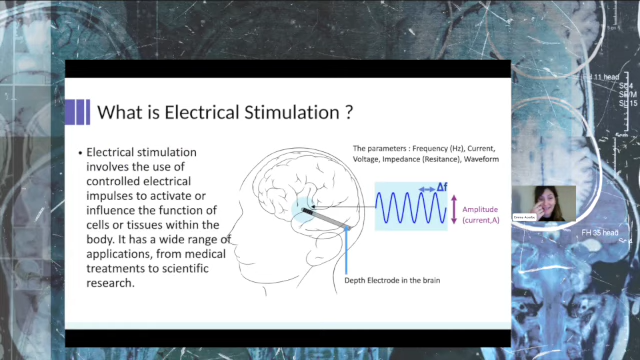 What is Electrical Stimulation ?
• Electrical stimulation
involves the use of
controlled electrical
impulses to activate or
influence the function of
cells or tissues within the
body. It has a wide range of
applications, from medical
treatments to scientific
research.
The parameters : Frequency (Hz), Current,
Voltage, Impedance (Resitance), Waveform
Δf
Amplitude
(current,A)
Depth Electrode in the brain
11 head
FH 35 head